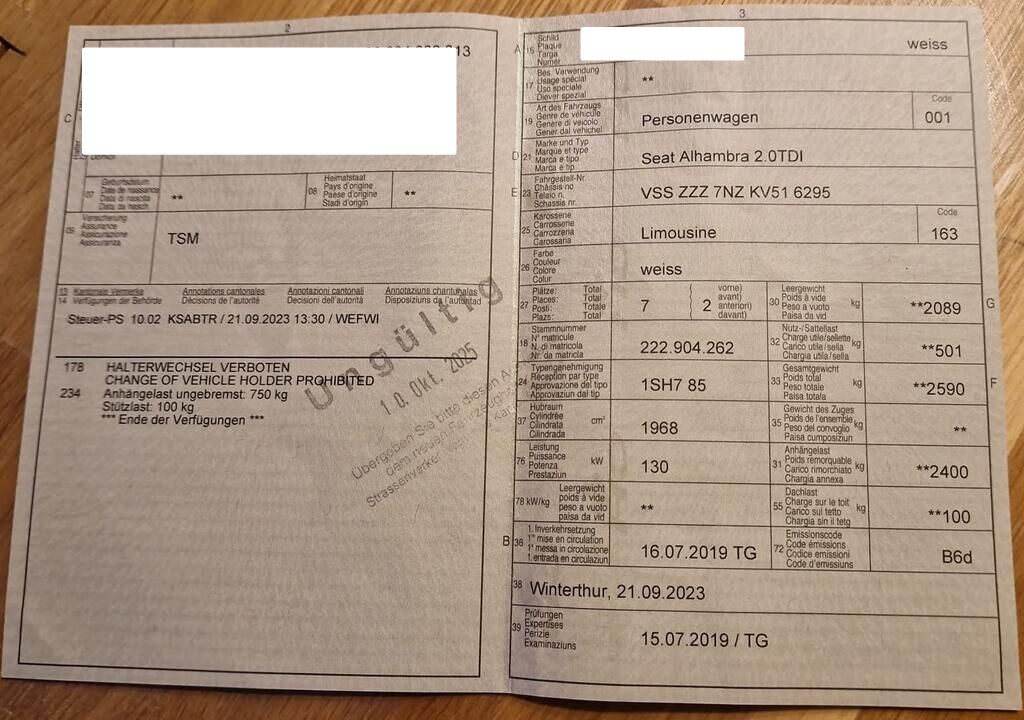 2
13
C
07
Geburtsdatum
Date de naissance
Data di nascita
Data da nasch.
**
08
Heimatstaat
Pays d'origine
Paese d'origine
Stadi d'origin
**
09
Versicherung
Assurance
Assicurazione
Assicuranza
TSM
13 Kantonale Vermerke Annotations cantonales Annotazioni cantonali Annotaziuns chantunalas
14 Verfügungen der Behörde Décisions de l'autorité Decisioni dell'autorità Disposiziuns da l'autoritad
Steuer-PS 10.02 KSABTR / 21.09.2023 13:30 / WEFWI
178 HALTERWECHSEL VERBOTEN
CHANGE OF VEHICLE HOLDER PROHIBITED
234 Anhängelast ungebremst: 750 kg
Stützlast: 100 kg
*** Ende der Verfügungen ***
Ungültig
10. Okt. 2025
Übergeben Sie bitte diesen
dem neuen Fahrzeug
3
A 15
Schild
Plaque
Targa
Numer
weiss
17
Bes. Verwendung
Usage spécial
Uso speciale
Diever spezial
**
19
Art des Fahrzeugs
Genre de véhicule
Genere di veicolo
Gener dal vehichel
Personenwagen
Code
001
D 21
Marke und Typ
Marque et type
Marca e tipo
Marca e tip
Seat Alhambra 2.0TDI
E 23
Fahrgestell-Nr.
Châssis no
Telaio n.
Schassis nr.
VSS ZZZ 7NZ KV51 6295
25
Karosserie
Carrosserie
Carrozzeria
Carossaria
Limousine
Code
163
26
Farbe
Couleur
Colore
Colur
weiss
27
Plätze: Total
Places: Total
Posti: Totale
Plazs: Total
7
( vorne)
avant)
anteriori)
davant)
2
30
Leergewicht
Poids à vide
Peso a vuoto
Paisa da vid
kg
**2089
G
18
Stammnummer
N° matricule
N. di matricola
Nr. da matricla
222.904.262
32
Nutz-/Sattellast
Charge utile/sellette
Carico utile/sella
Chargia utila/sella
kg
**501
24
Typengenehmigung
Réception par type
Approvazione del tipo
Approvaziun dal tip
1SH7 85
33
Gesamtgewicht
Poids total
Peso totale
Paisa totala
kg
**2590
F
37
Hubraum
Cylindrée
Cilindrata
Cilindrada
cm³
1968
35
Gewicht des Zuges
Poids de l'ensemble
Peso del convoglio
Paisa cumposiziun
kg
**
76
Leistung
Puissance
Potenza
Prestaziun
kW
130
31
Anhängelast
Poids remorquable
Carico rimorchiato
Chargia annexa
kg
**2400
78 kW/kg
Leergewicht
poids à vide
peso a vuoto
paisa da vid
**
55
Dachlast
Charge sur le toit
Carico sul tetto
Chargia sin il tetg
kg
**100
B 36
1. Inverkehrsetzung
1re mise en circulation
1a messa in circolazione
1. entrada en circulaziun
16.07.2019 TG
72
Emissionscode
Code émissions
Codice emissioni
Code d'emissiuns
B6d
38
Winterthur, 21.09.2023
39
Prüfungen
Expertises
Perizie
Examinaziuns
15.07.2019 / TG